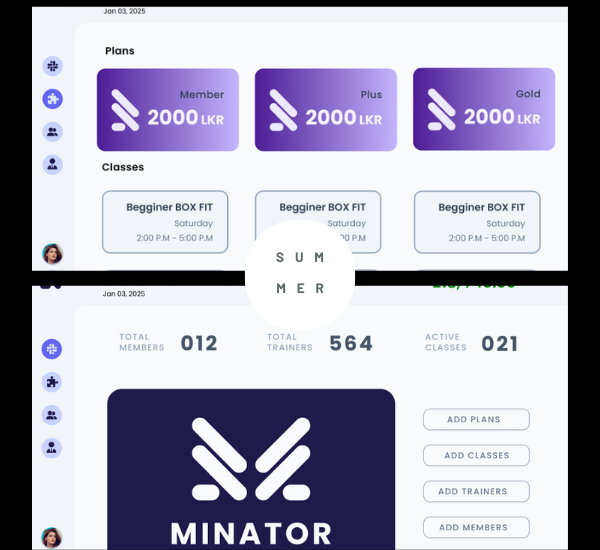 Jan 03, 2025
Plans
Member
2000 LKR
Plus
2000 LKR
Gold
2000 LKR
Classes
Begginer BOX FIT
Saturday
2:00 P.M - 5:00 P.M
Begginer BOX FIT
Saturday
2:00 P.M - 5:00 P.M
Begginer BOX FIT
Saturday
2:00 P.M - 5:00 P.M
SUM
MER
Jan 03, 2025
TOTAL
MEMBERS
012
TOTAL
TRAINERS
564
ACTIVE
CLASSES
021
MINATOR
ADD PLANS
ADD CLASSES
ADD TRAINERS
ADD MEMBERS